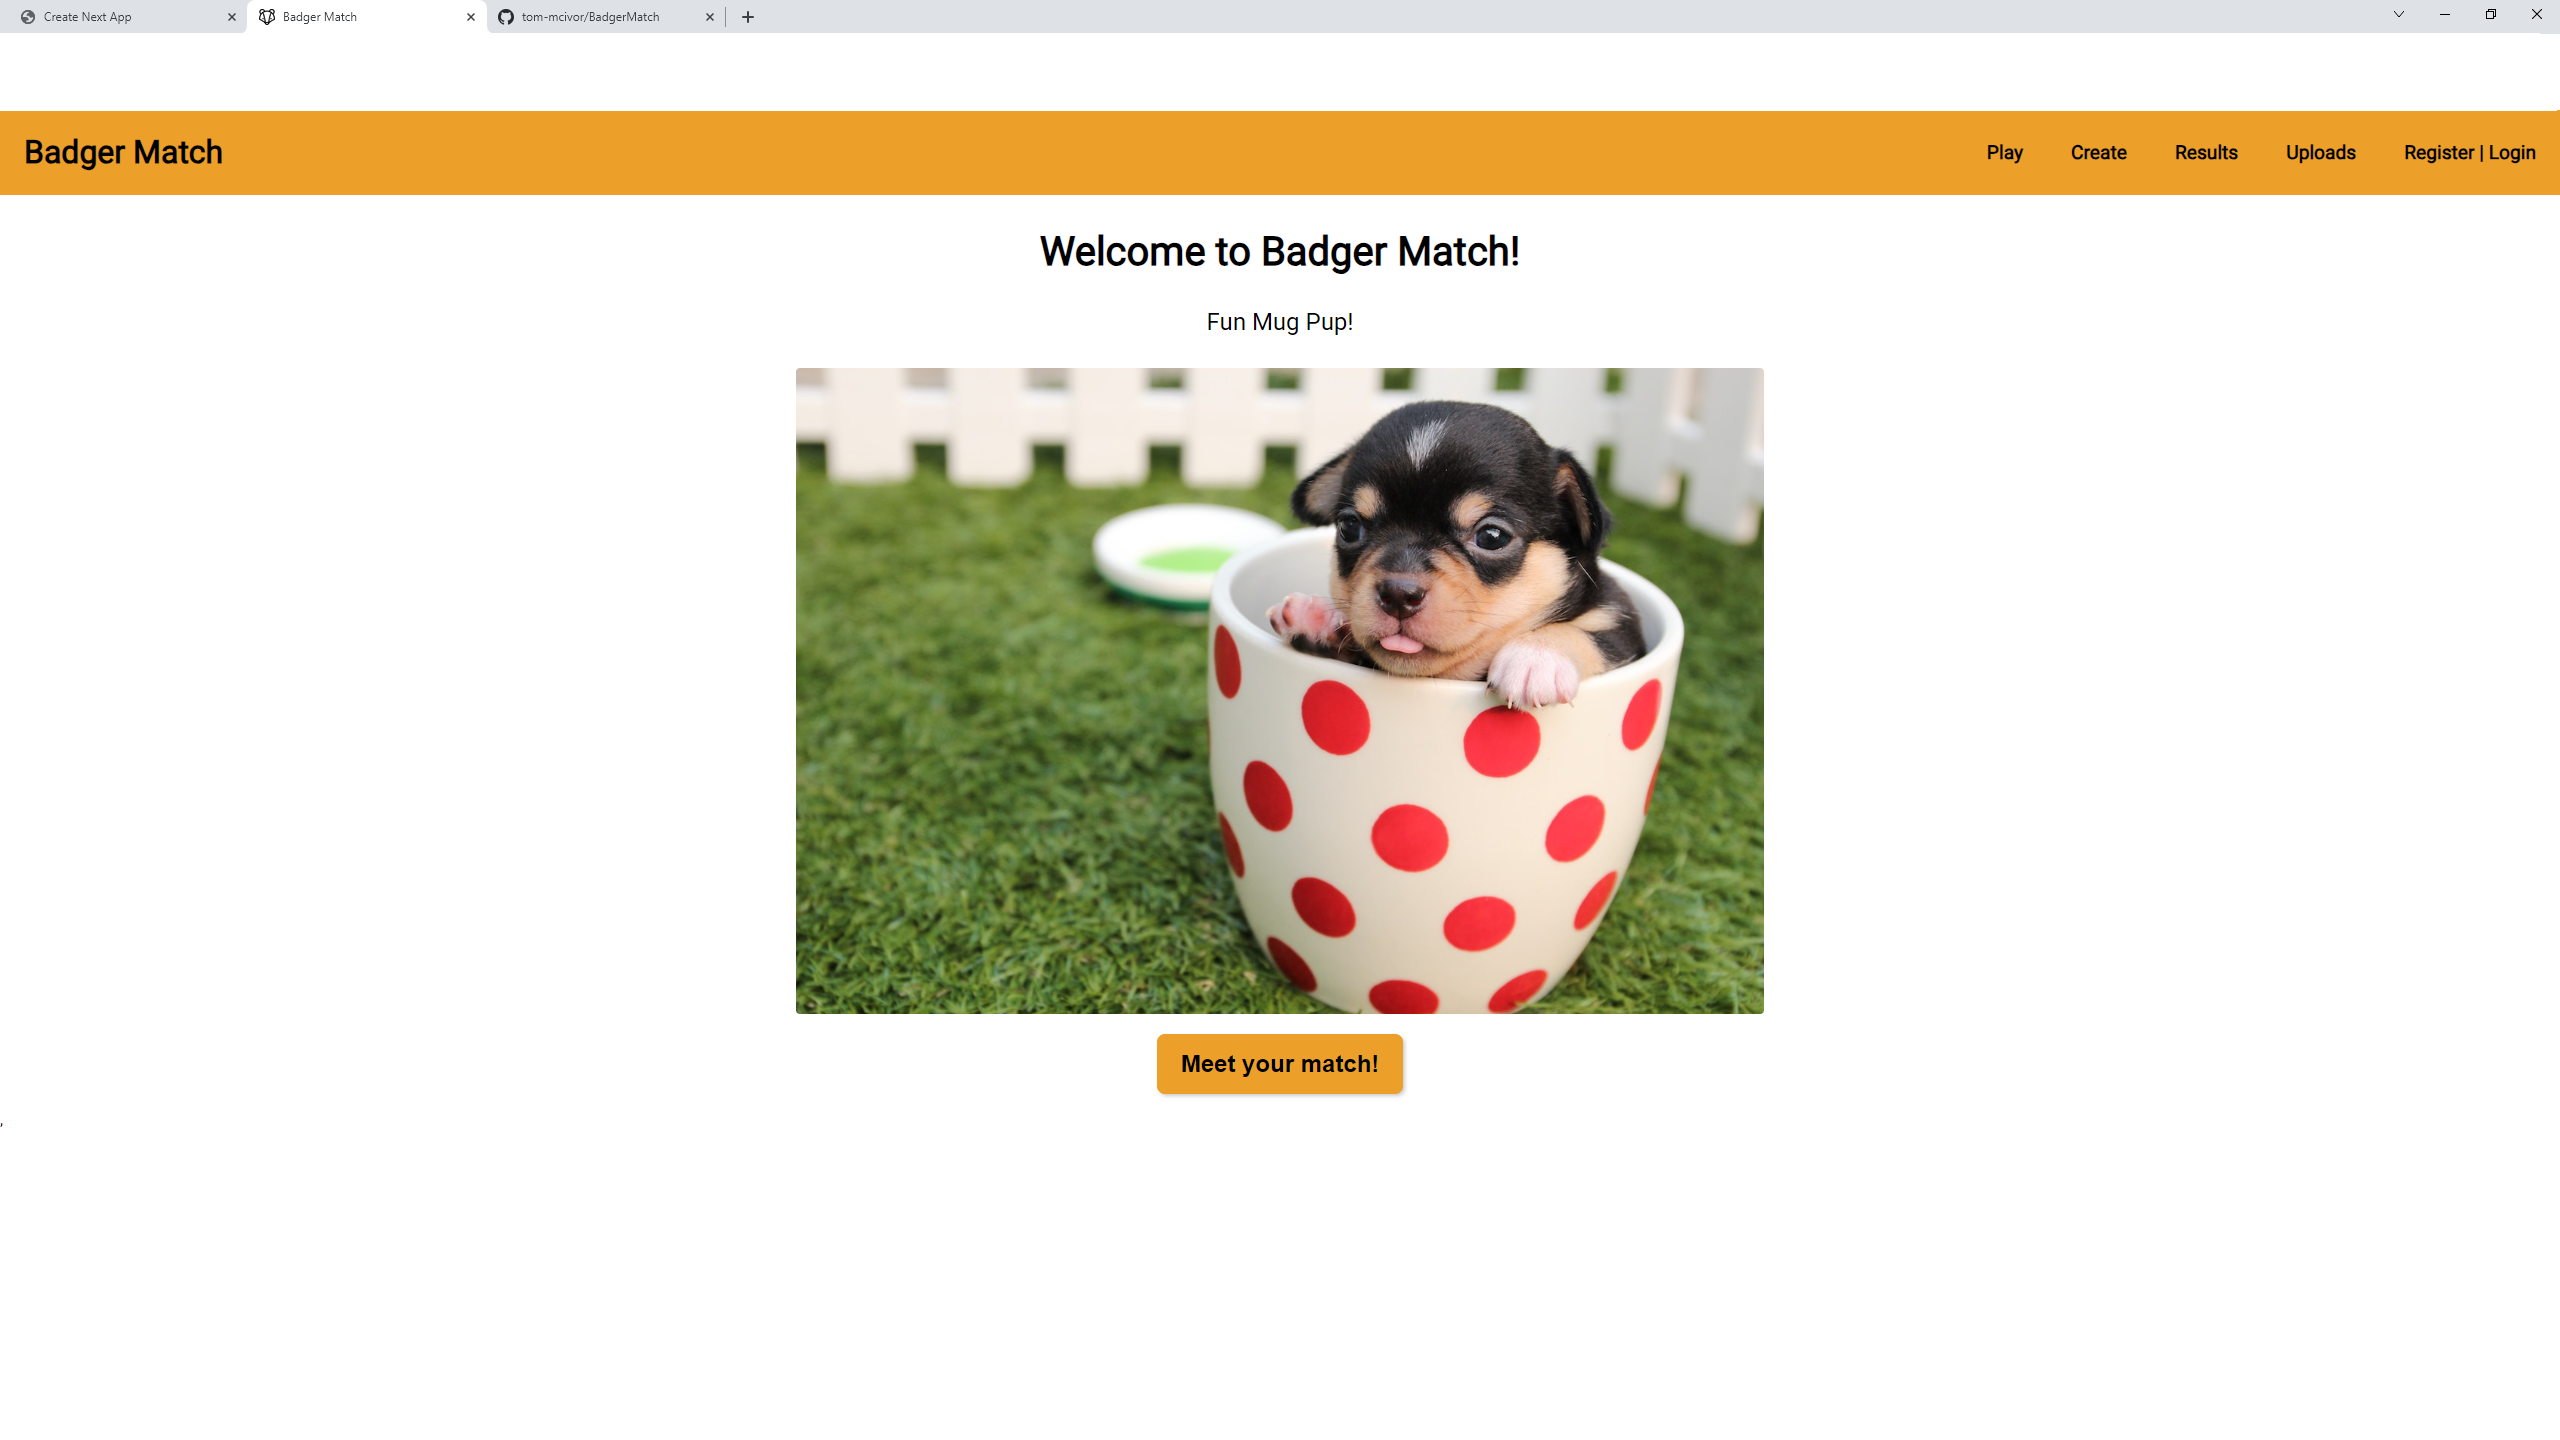 Create Next App
Badger Match
tom-mcivor/BadgerMatch
Badger Match
Play
Create
Results
Uploads
Register | Login
Welcome to Badger Match!
Fun Mug Pup!
Meet your match!
,